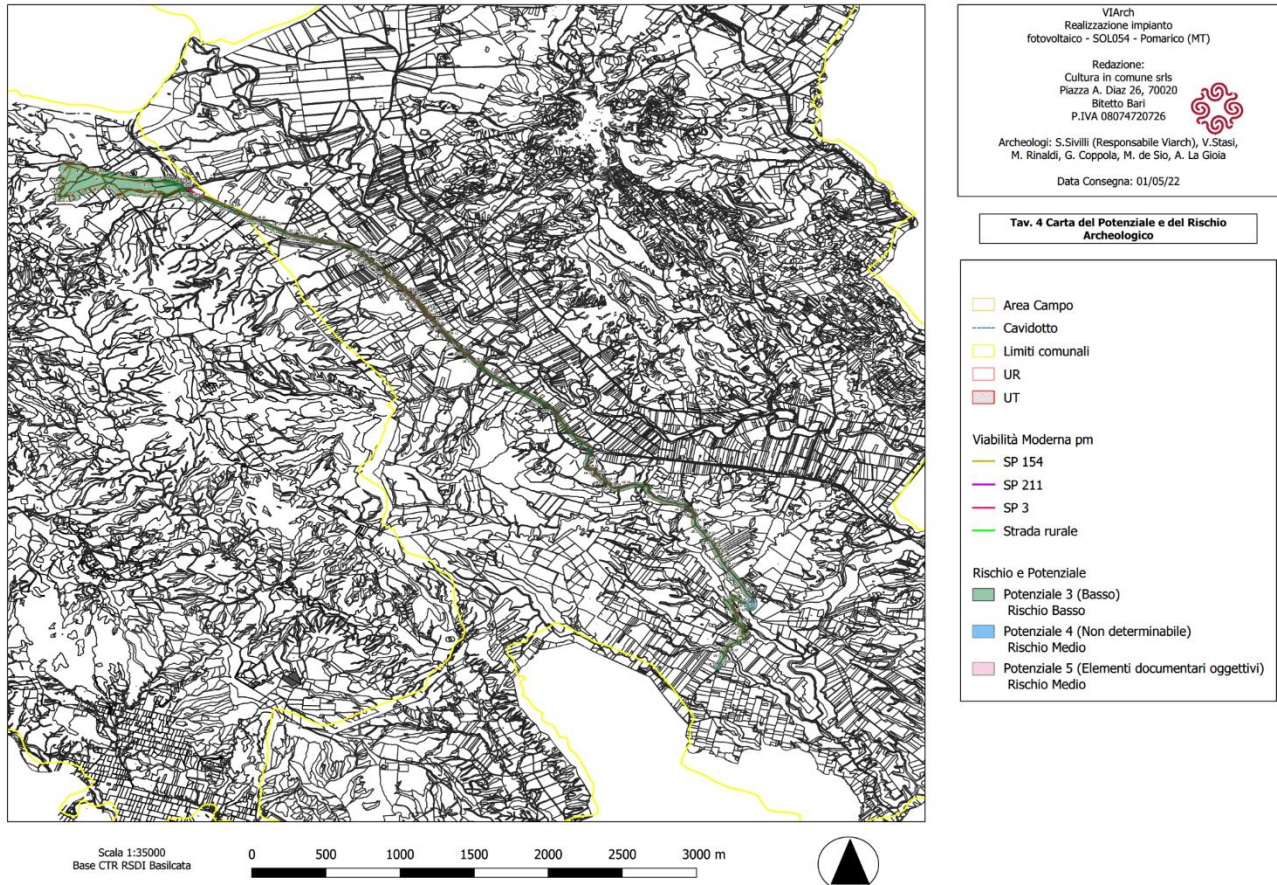 VIArch
Realizzazione impianto
fotovoltaico - SOL054 - Pomarico (MT)
Redazione:
Cultura in comune srls
Piazza A. Diaz 26, 70020
Bitetto Bari
P.IVA 08074720726
Archeologi: S.Sivilli (Responsabile Viarch), V.Stasi,
M. Rinaldi, G. Coppola, M. de Sio, A. La Gioia
Data Consegna: 01/05/22
Tav. 4 Carta del Potenziale e del Rischio
Archeologico
Area Campo
Cavidotto
Limiti comunali
UR
UT
Viabilità Moderna pm
SP 154
SP 211
SP 3
Strada rurale
Rischio e Potenziale
Potenziale 3 (Basso)
Rischio Basso
Potenziale 4 (Non determinabile)
Rischio Medio
Potenziale 5 (Elementi documentari oggettivi)
Rischio Medio
Scala 1:35000
Base CTR RSDI Basilcata
0 500 1000 1500 2000 2500 3000 m